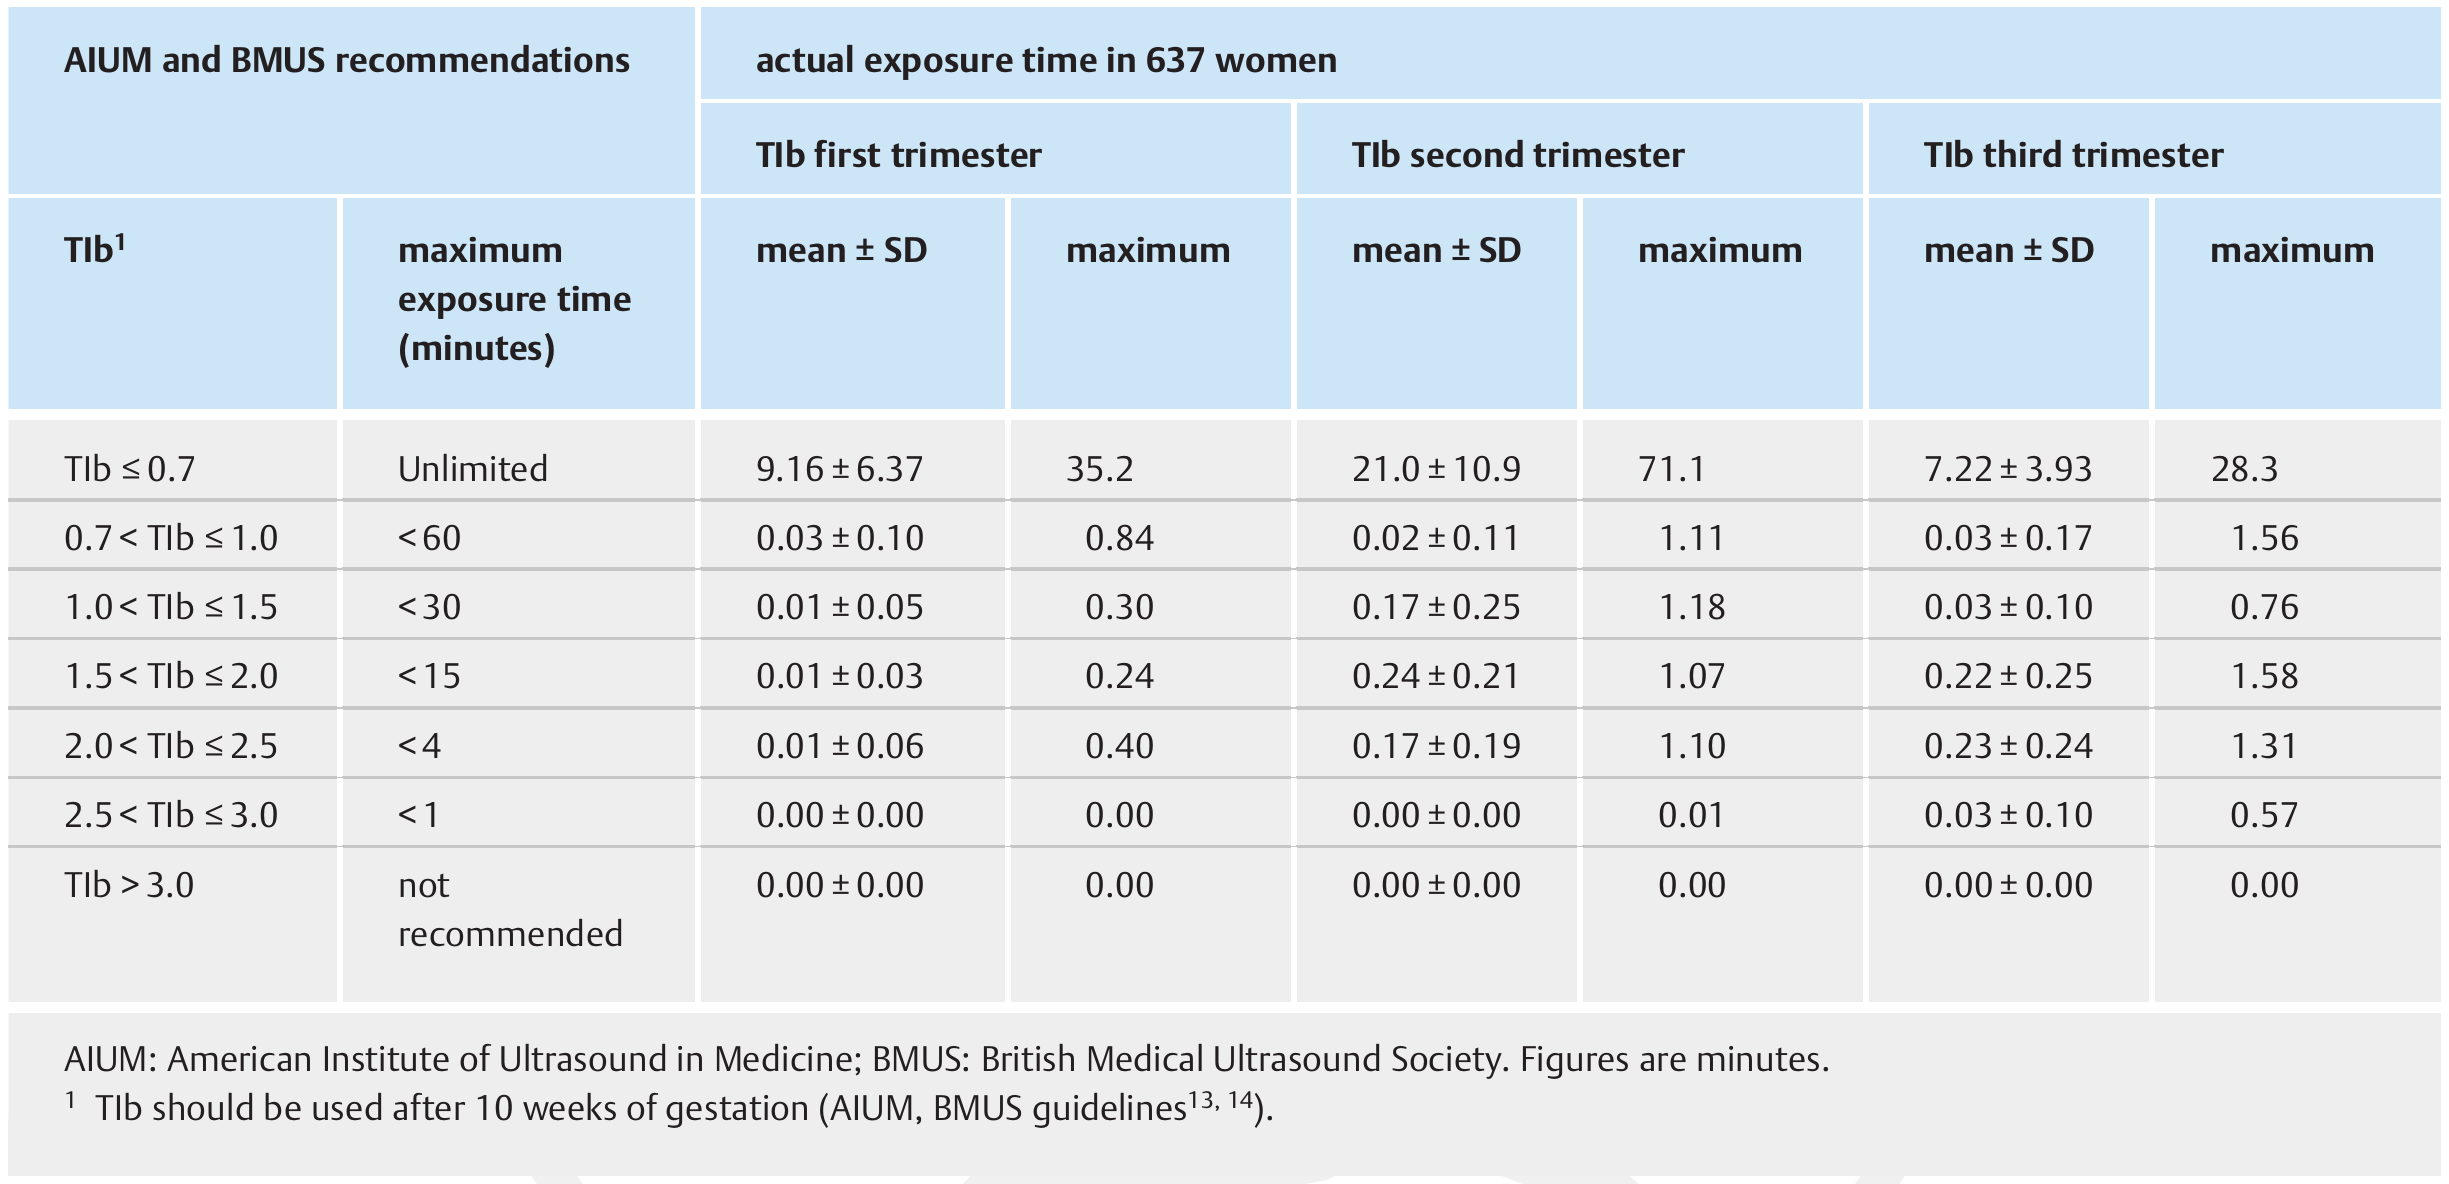 AIUM and BMUS recommendations actual exposure time in 637 women
TIb first trimester TIb second trimester TIb third trimester
TIb¹ maximum exposure time (minutes) mean ± SD maximum mean ± SD maximum mean ± SD maximum
TIb ≤ 0.7 Unlimited 9.16 ± 6.37 35.2 21.0 ± 10.9 71.1 7.22 ± 3.93 28.3
0.7 < TIb ≤ 1.0 < 60 0.03 ± 0.10 0.84 0.02 ± 0.11 1.11 0.03 ± 0.17 1.56
1.0 < TIb ≤ 1.5 < 30 0.01 ± 0.05 0.30 0.17 ± 0.25 1.18 0.03 ± 0.10 0.76
1.5 < TIb ≤ 2.0 < 15 0.01 ± 0.03 0.24 0.24 ± 0.21 1.07 0.22 ± 0.25 1.58
2.0 < TIb ≤ 2.5 < 4 0.01 ± 0.06 0.40 0.17 ± 0.19 1.10 0.23 ± 0.24 1.31
2.5 < TIb ≤ 3.0 < 1 0.00 ± 0.00 0.00 0.00 ± 0.00 0.01 0.03 ± 0.10 0.57
TIb > 3.0 not recommended 0.00 ± 0.00 0.00 0.00 ± 0.00 0.00 0.00 ± 0.00 0.00
AIUM: American Institute of Ultrasound in Medicine; BMUS: British Medical Ultrasound Society. Figures are minutes.
¹ TIb should be used after 10 weeks of gestation (AIUM, BMUS guidelines¹³, ¹⁴).